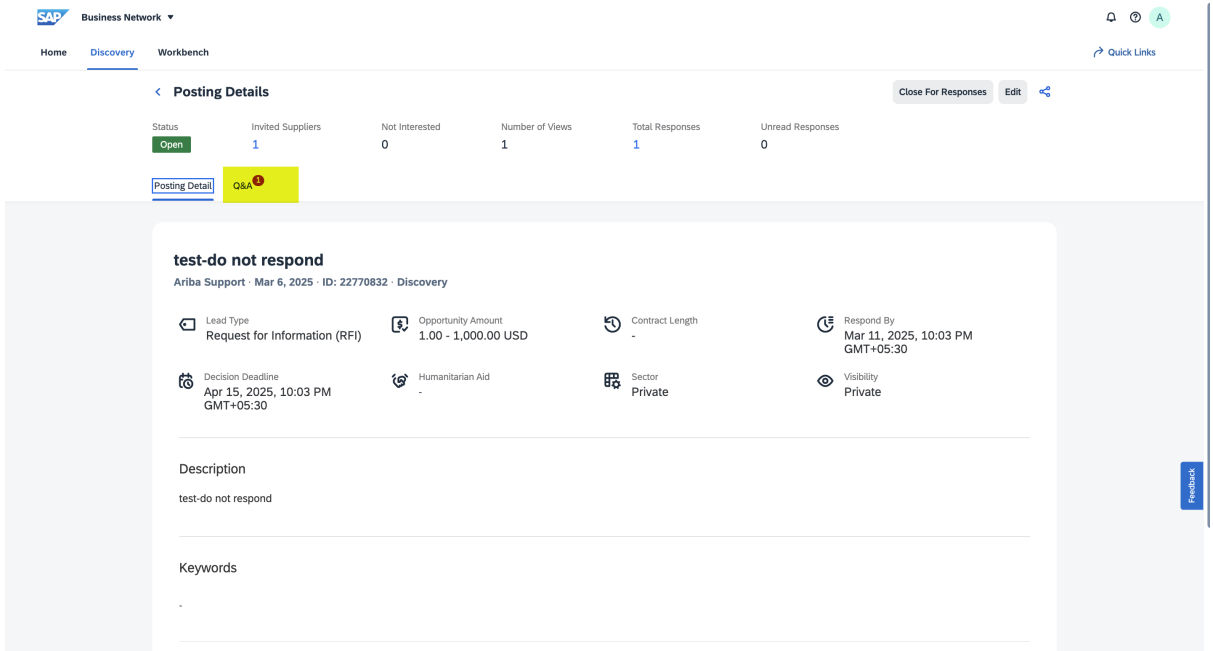 SAP Business Network
A
Home Discovery Workbench Quick Links
Posting Details Close For Responses Edit
Status Invited Suppliers Not Interested Number of Views Total Responses Unread Responses
Open 1 0 1 1 0
Posting Detail Q&A 1
test-do not respond
Ariba Support · Mar 6, 2025 · ID: 22770832 · Discovery
Lead Type Opportunity Amount Contract Length Respond By
Request for Information (RFI) 1.00 - 1,000.00 USD - Mar 11, 2025, 10:03 PM
GMT+05:30
Decision Deadline Humanitarian Aid Sector Visibility
Apr 15, 2025, 10:03 PM - Private Private
GMT+05:30
Description
test-do not respond
Feedback
Keywords
-